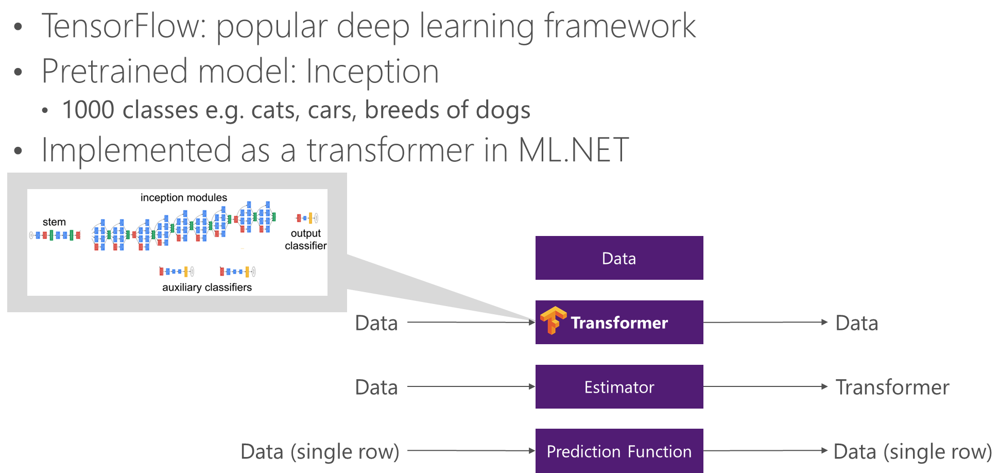 • TensorFlow: popular deep learning framework
• Pretrained model: Inception
• 1000 classes e.g. cats, cars, breeds of dogs
• Implemented as a transformer in ML.NET
inception modules
stem
output
classifier
auxiliary classifiers
Data
Data Transformer Data
Data Estimator Transformer
Data (single row) Prediction Function Data (single row)